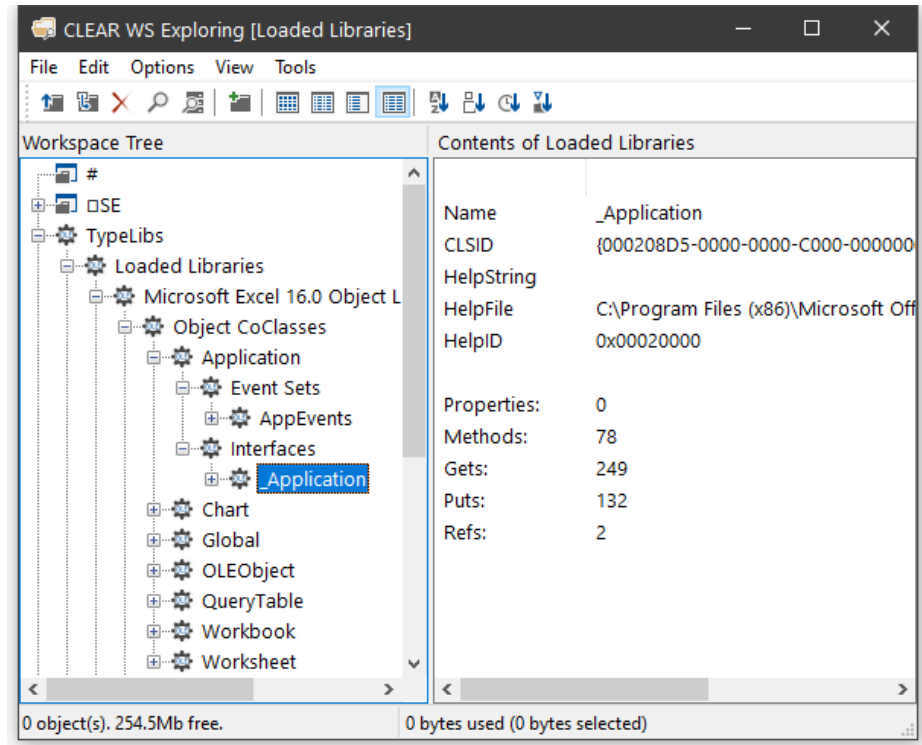 CLEAR WS Exploring [Loaded Libraries]
File Edit Options View Tools
Workspace Tree
Contents of Loaded Libraries
#
⎕SE
TypeLibs
Loaded Libraries
Microsoft Excel 16.0 Object L
Object CoClasses
Application
Event Sets
AppEvents
Interfaces
_Application
Chart
Global
OLEObject
QueryTable
Workbook
Worksheet
Name _Application
CLSID {000208D5-0000-0000-C000-0000000
HelpString
HelpFile C:\Program Files (x86)\Microsoft Off
HelpID 0x00020000
Properties: 0
Methods: 78
Gets: 249
Puts: 132
Refs: 2
0 object(s). 254.5Mb free.
0 bytes used (0 bytes selected)